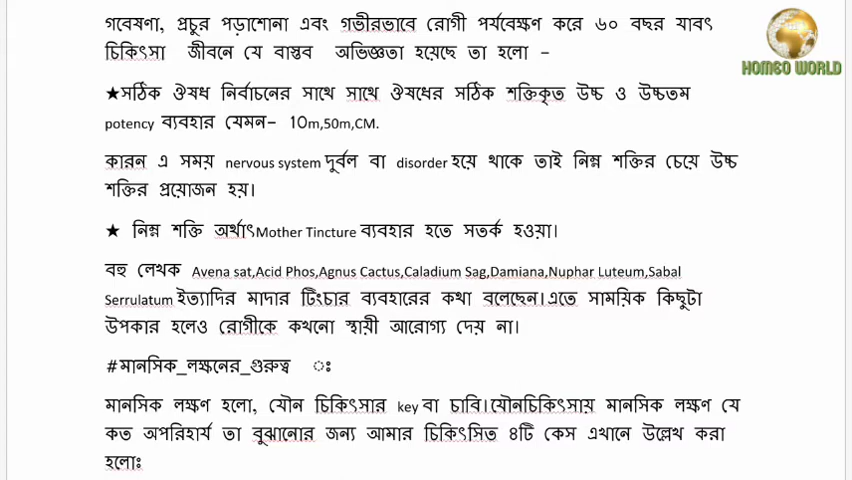 গবেষণা, প্রচুর পড়াশোনা এবং গভীরভাবে রোগী পর্যবেক্ষণ করে ৬০ বছর যাবৎ
চিকিৎসা জীবনে যে বাস্তব অভিজ্ঞতা হয়েছে তা হলো –
HOMEO WORLD
★সঠিক ঔষধ নির্বাচনের সাথে সাথে ঔষধের সঠিক শক্তিকৃত উচ্চ ও উচ্চতম
potency ব্যবহার যেমন– 10m,50m,CM.
কারন এ সময় nervous system দুর্বল বা disorder হয়ে থাকে তাই নিম্ন শক্তির চেয়ে উচ্চ
শক্তির প্রয়োজন হয়।
★ নিম্ন শক্তি অর্থাৎ Mother Tincture ব্যবহার হতে সতর্ক হওয়া।
বহু লেখক Avena sat,Acid Phos,Agnus Cactus,Caladium Sag,Damiana,Nuphar Luteum,Sabal
Serrulatum ইত্যাদির মাদার টিংচার ব্যবহারের কথা বলেছেন।এতে সাময়িক কিছুটা
উপকার হলেও রোগীকে কখনো স্থায়ী আরোগ্য দেয় না।
#মানসিক_লক্ষনের_গুরুত্ব ঃ
মানসিক লক্ষণ হলো, যৌন চিকিৎসার key বা চাবি।যৌনচিকিৎসায় মানসিক লক্ষণ যে
কত অপরিহার্য তা বুঝানোর জন্য আমার চিকিৎসিত ৪টি কেস এখানে উল্লেখ করা
হলোঃ